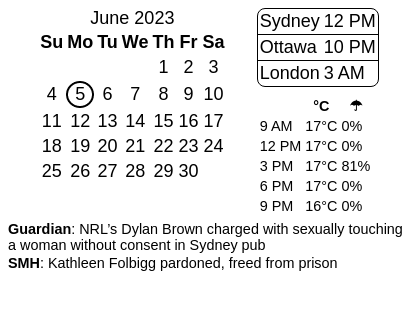 June 2023
Su Mo Tu We Th Fr Sa
1 2 3
4 5 6 7 8 9 10
11 12 13 14 15 16 17
18 19 20 21 22 23 24
25 26 27 28 29 30
Sydney 12 PM
Ottawa 10 PM
London 3 AM
°C ☂
9 AM 17°C 0%
12 PM 17°C 0%
3 PM 17°C 81%
6 PM 17°C 0%
9 PM 16°C 0%
Guardian: NRL’s Dylan Brown charged with sexually touching
a woman without consent in Sydney pub
SMH: Kathleen Folbigg pardoned, freed from prison